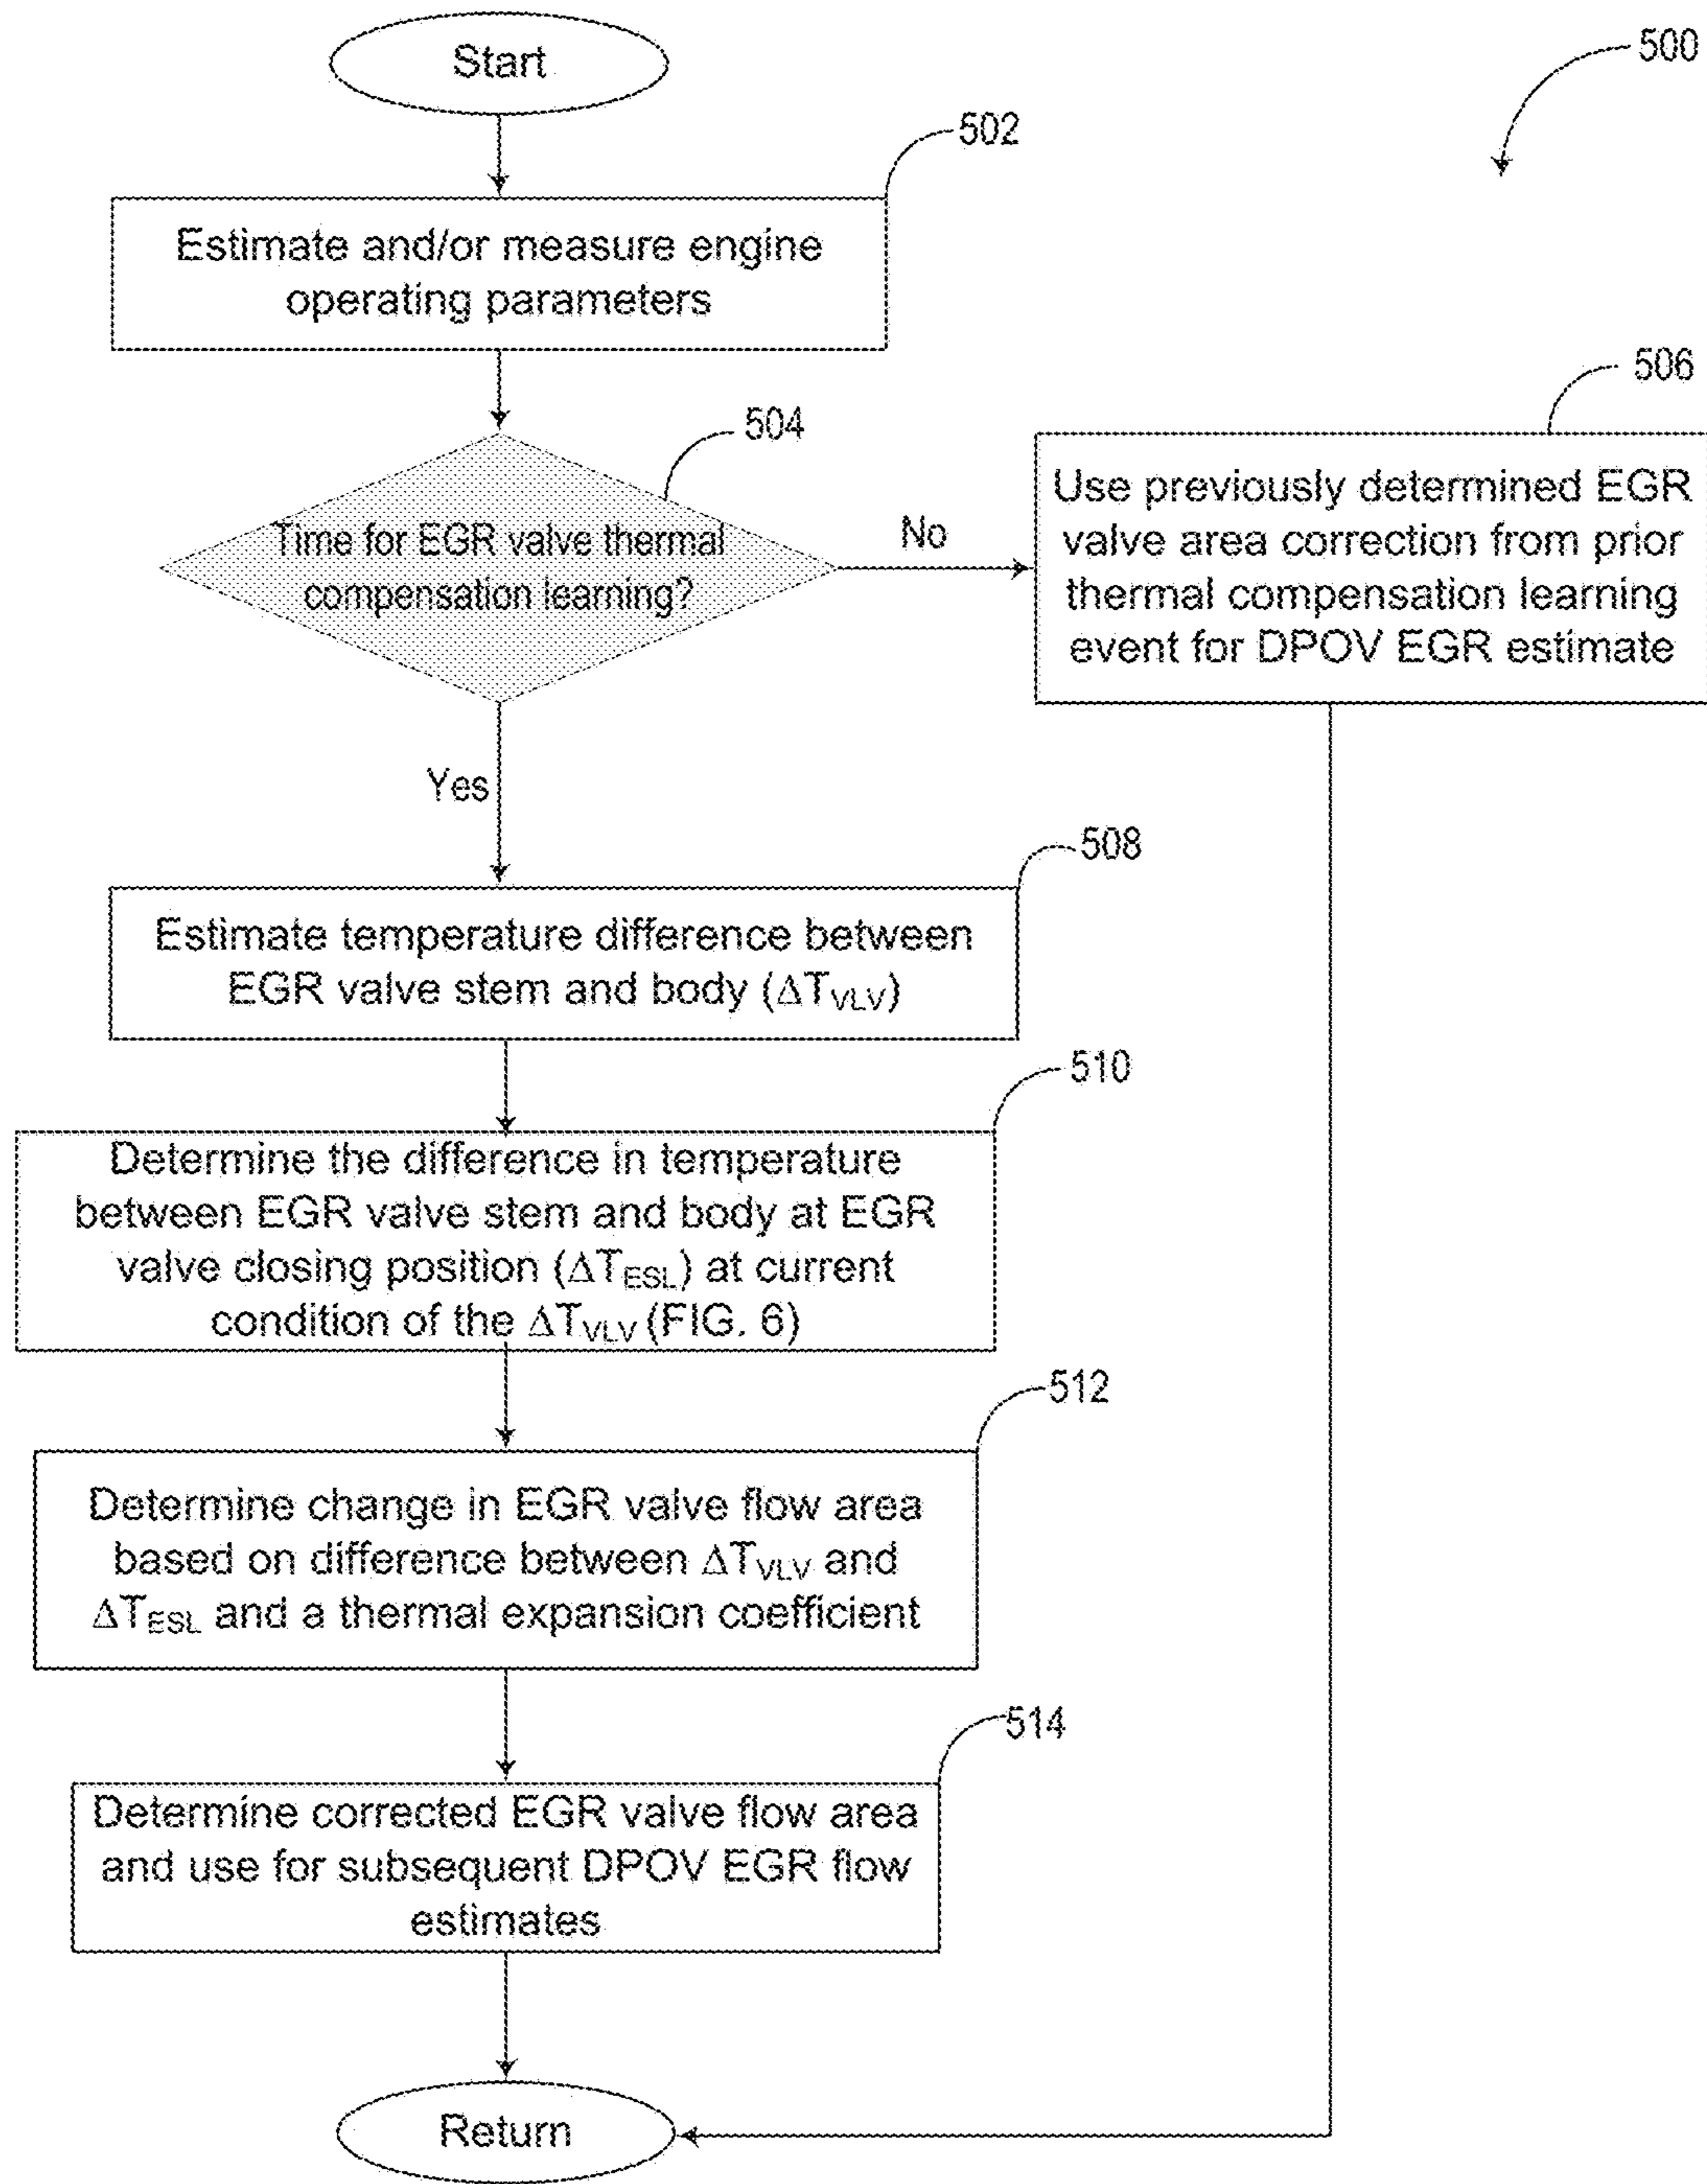 Start
500
502
Estimate and/or measure engine
operating parameters
504
Time for EGR valve thermal
compensation learning?
No
506
Use previously determined EGR
valve area correction from prior
thermal compensation learning
event for DPOV EGR estimate
Yes
508
Estimate temperature difference between
EGR valve stem and body (ΔT_VLV)
510
Determine the difference in temperature
between EGR valve stem and body at EGR
valve closing position (ΔT_ESL) at current
condition of the ΔT_VLV (FIG. 6)
512
Determine change in EGR valve flow area
based on difference between ΔT_VLV and
ΔT_ESL and a thermal expansion coefficient
514
Determine corrected EGR valve flow area
and use for subsequent DPOV EGR flow
estimates
Return